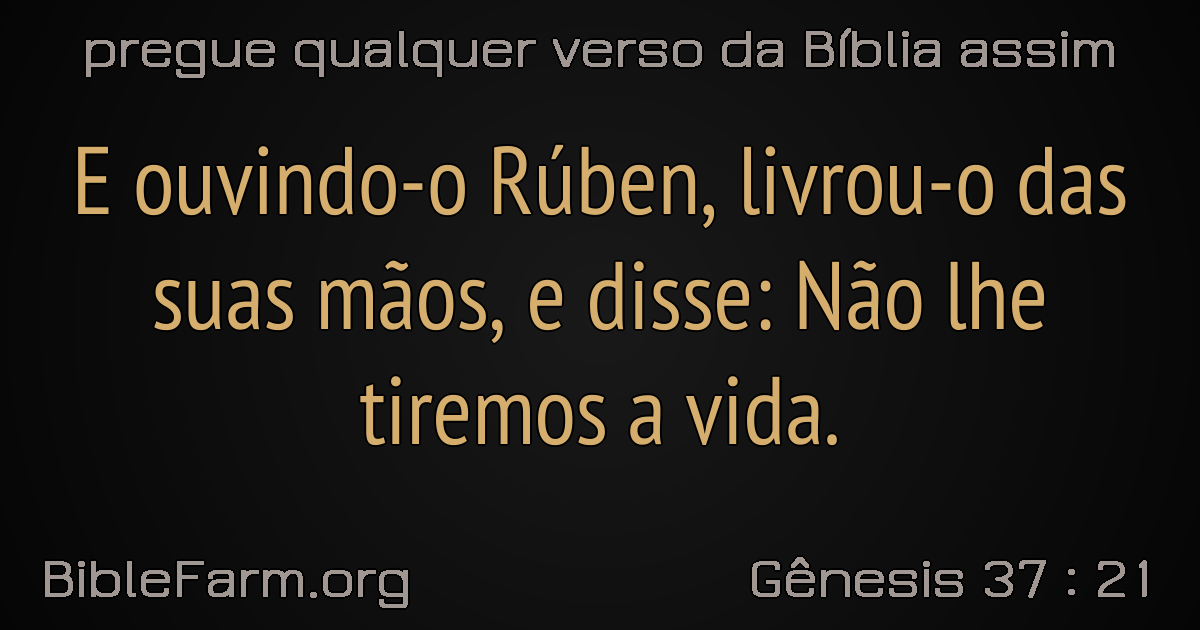 pregue qualquer verso da Bíblia assim
E ouvindo-o Rúben, livrou-o das
suas mãos, e disse: Não lhe
tiremos a vida.
BibleFarm.org
Gênesis 37 : 21